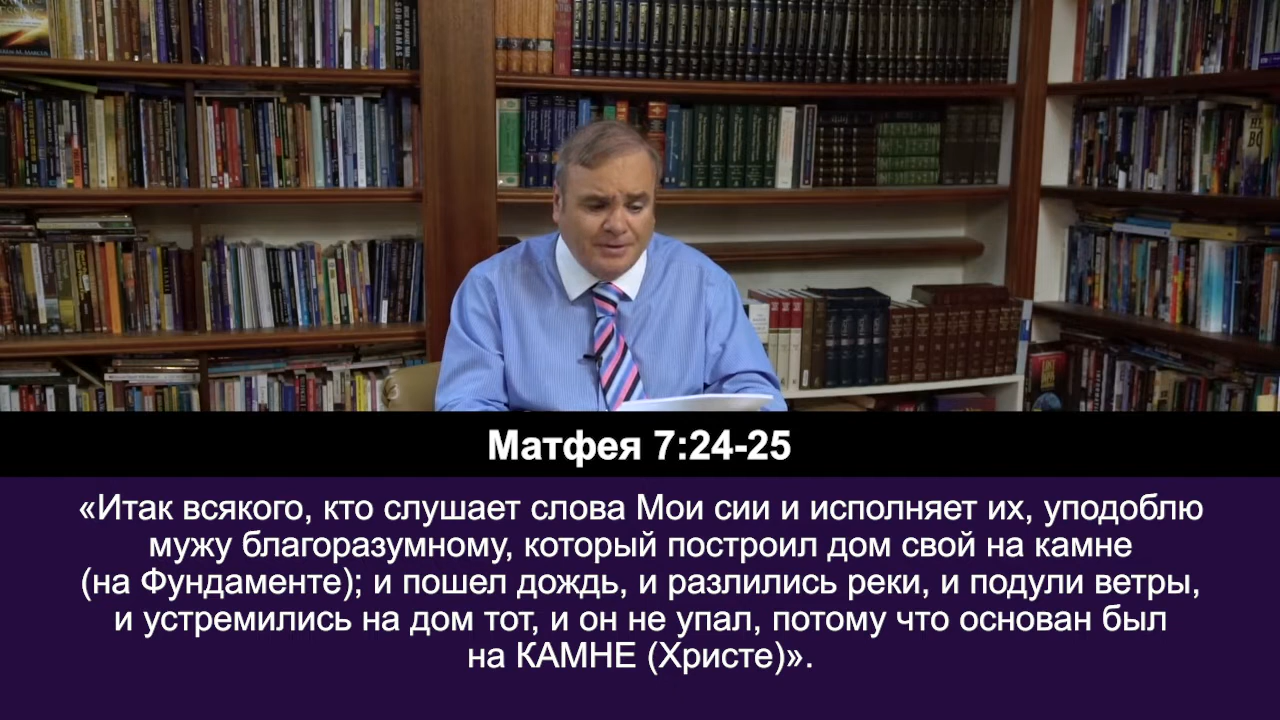 Матфея 7:24-25
«Итак всякого, кто слушает слова Мои сии и исполняет их, уподоблю
мужу благоразумному, который построил дом свой на камне
(на Фундаменте); и пошел дождь, и разлились реки, и подули ветры,
и устремились на дом тот, и он не упал, потому что основан был
на КАМНЕ (Христе)».